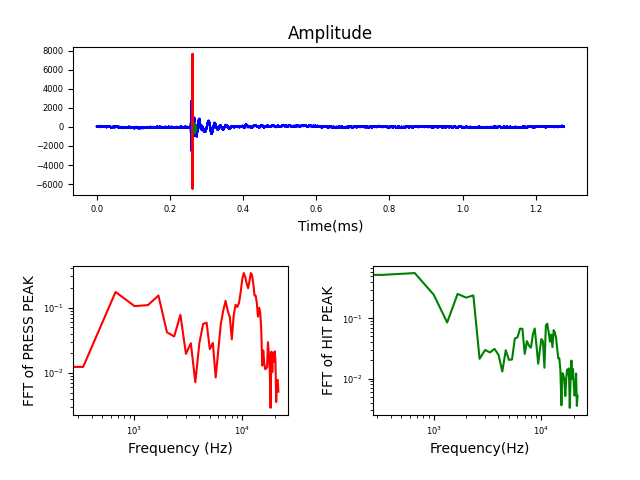 Amplitude
8000
6000
4000
2000
0
−2000
−4000
−6000
0.0 0.2 0.4 0.6 0.8 1.0 1.2
Time(ms)
FFT of PRESS PEAK
10⁻¹
10⁻²
10³ 10⁴
Frequency (Hz)
FFT of HIT PEAK
10⁻¹
10⁻²
10³ 10⁴
Frequency(Hz)